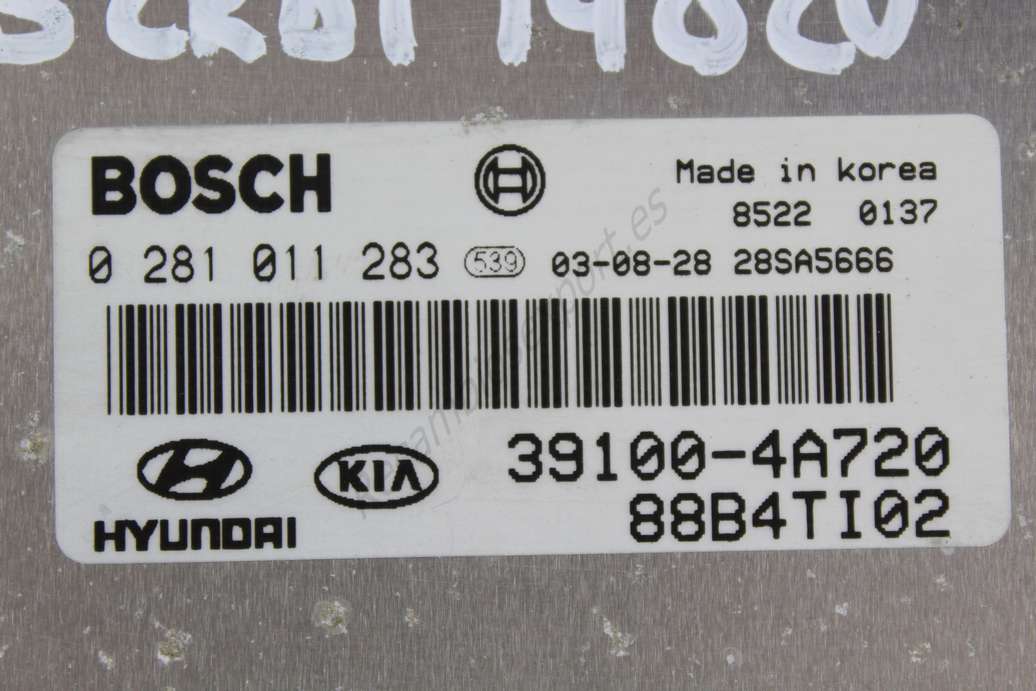 BOSCH
Made in korea
8522 0137
0 281 011 283 539 03-08-28 28SA5666
HYUNDAI
KIA
39100-4A720
88B4TI02